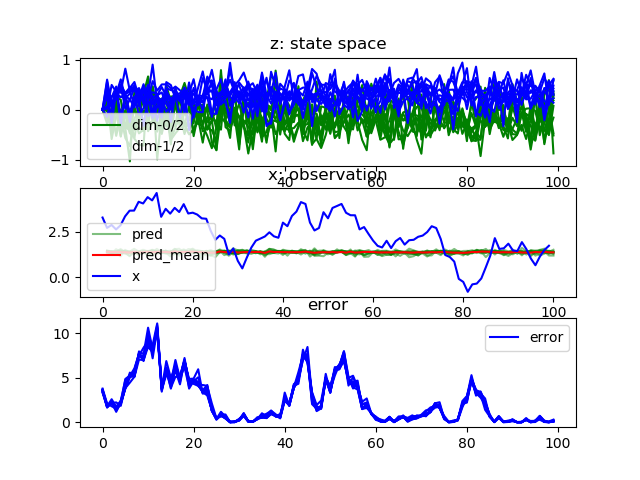 z: state space
1
0
−1
dim-0/2
dim-1/2
0 20 40 60 80 100
x: observation
2.5
0.0
pred
pred_mean
x
0 20 40 60 80 100
error
10
5
0
error
0 20 40 60 80 100